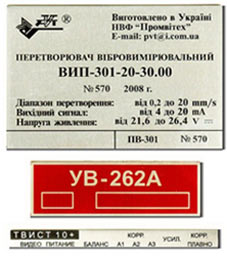 Виготовлено в Україні
НВФ "Промвітех"
E-mail: pvt@i.com.ua
ПЕРЕТВОРЮВАЧ ВІБРОВИМІРЮВАЛЬНИЙ
ВИП-301-20-30.00
№ 570 2008 г.
Діапазон перетворення: від 0,2 до 20 mm/s
Вихідний сигнал: від 4 до 20 mA
Напруга живлення: від 21,6 до 26,4 V
ПВ-301 № 570
УВ-262А
ТВИСТ 10+ КОРР. КОРР.
ВИДЕО ПИТАНИЕ БАЛАНС А1 А2 А3 УСИЛ. ПЛАВНО